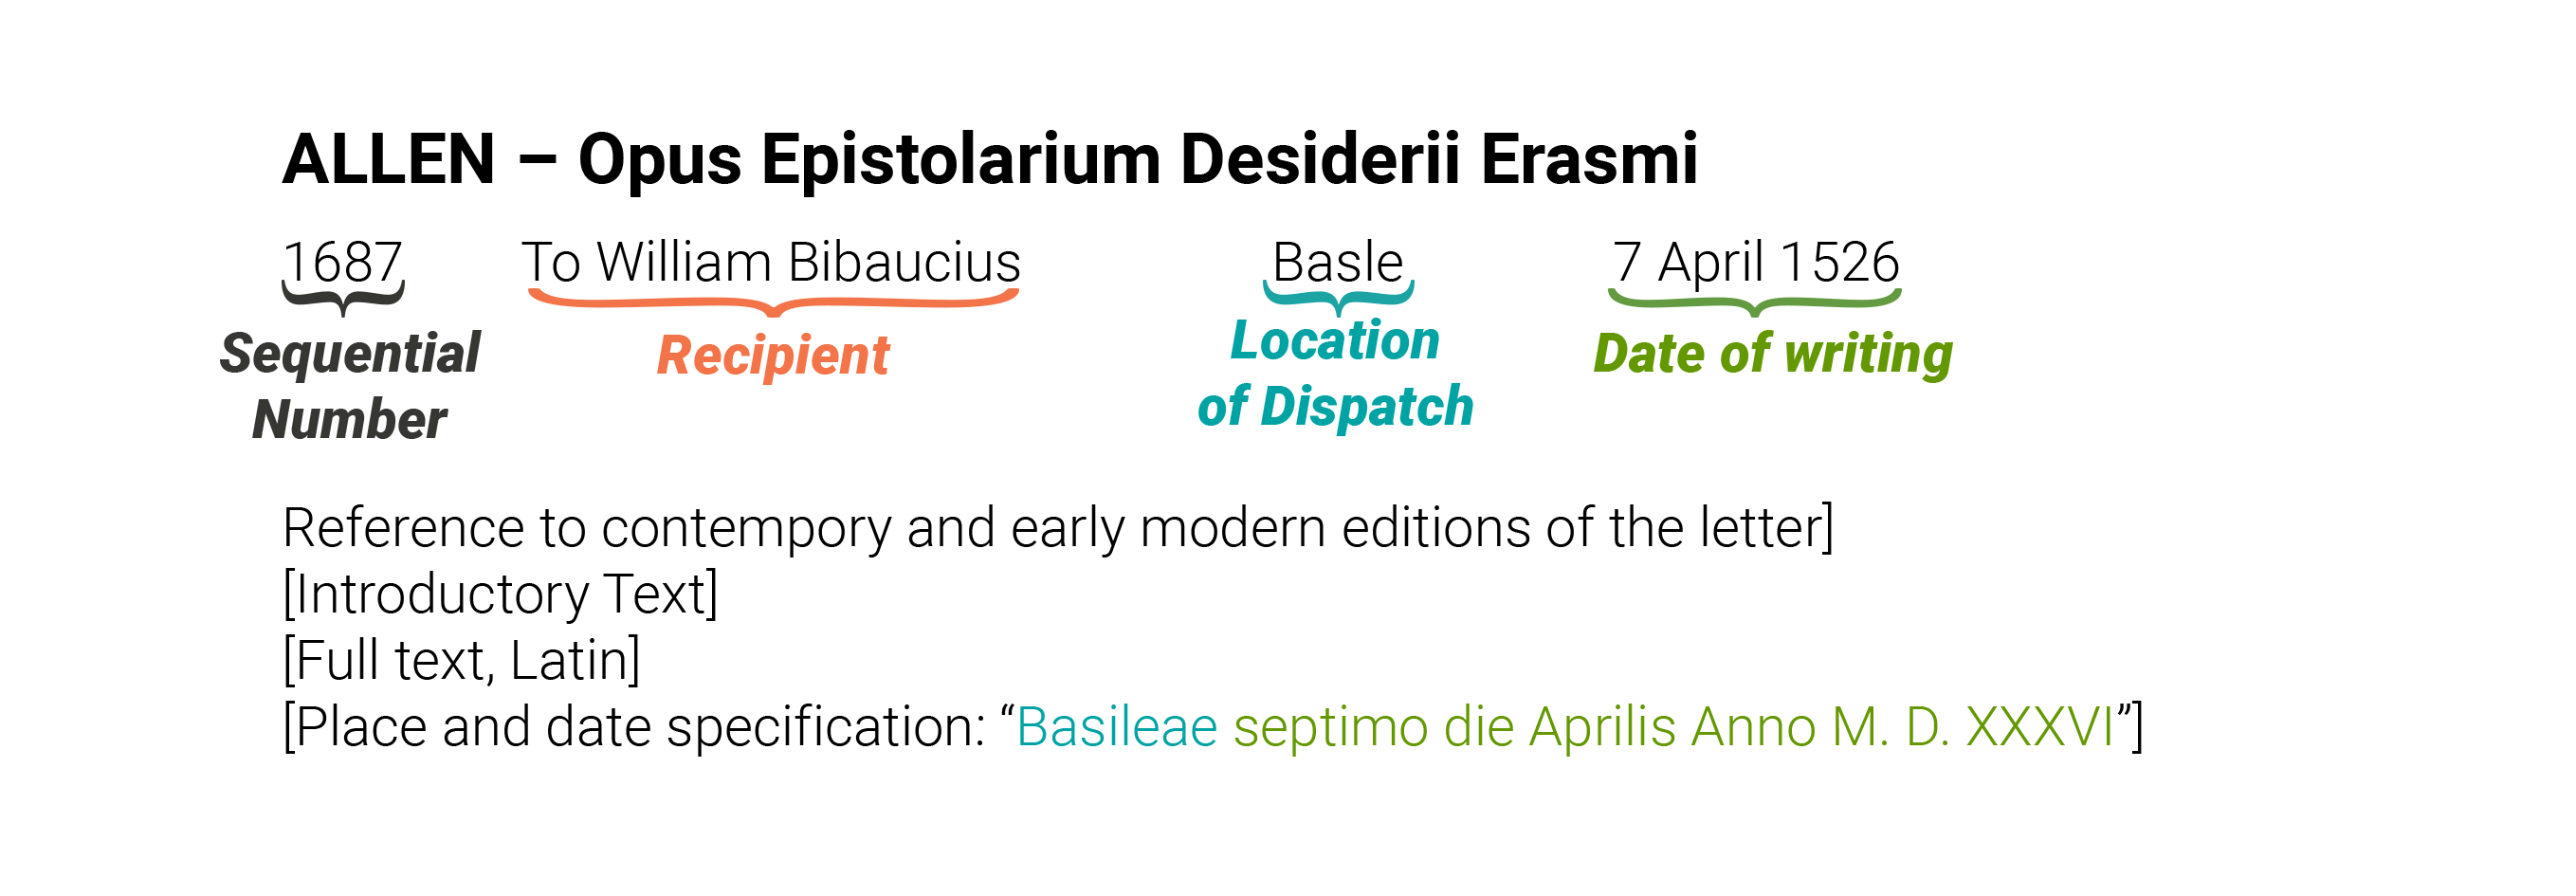 ALLEN – Opus Epistolarium Desiderii Erasmi
1687 To William Bibaucius Basle 7 April 1526
Sequential Number Recipient Location of Dispatch Date of writing
Reference to contempory and early modern editions of the letter]
[Introductory Text]
[Full text, Latin]
[Place and date specification: “Basileae septimo die Aprilis Anno M. D. XXXVI”]